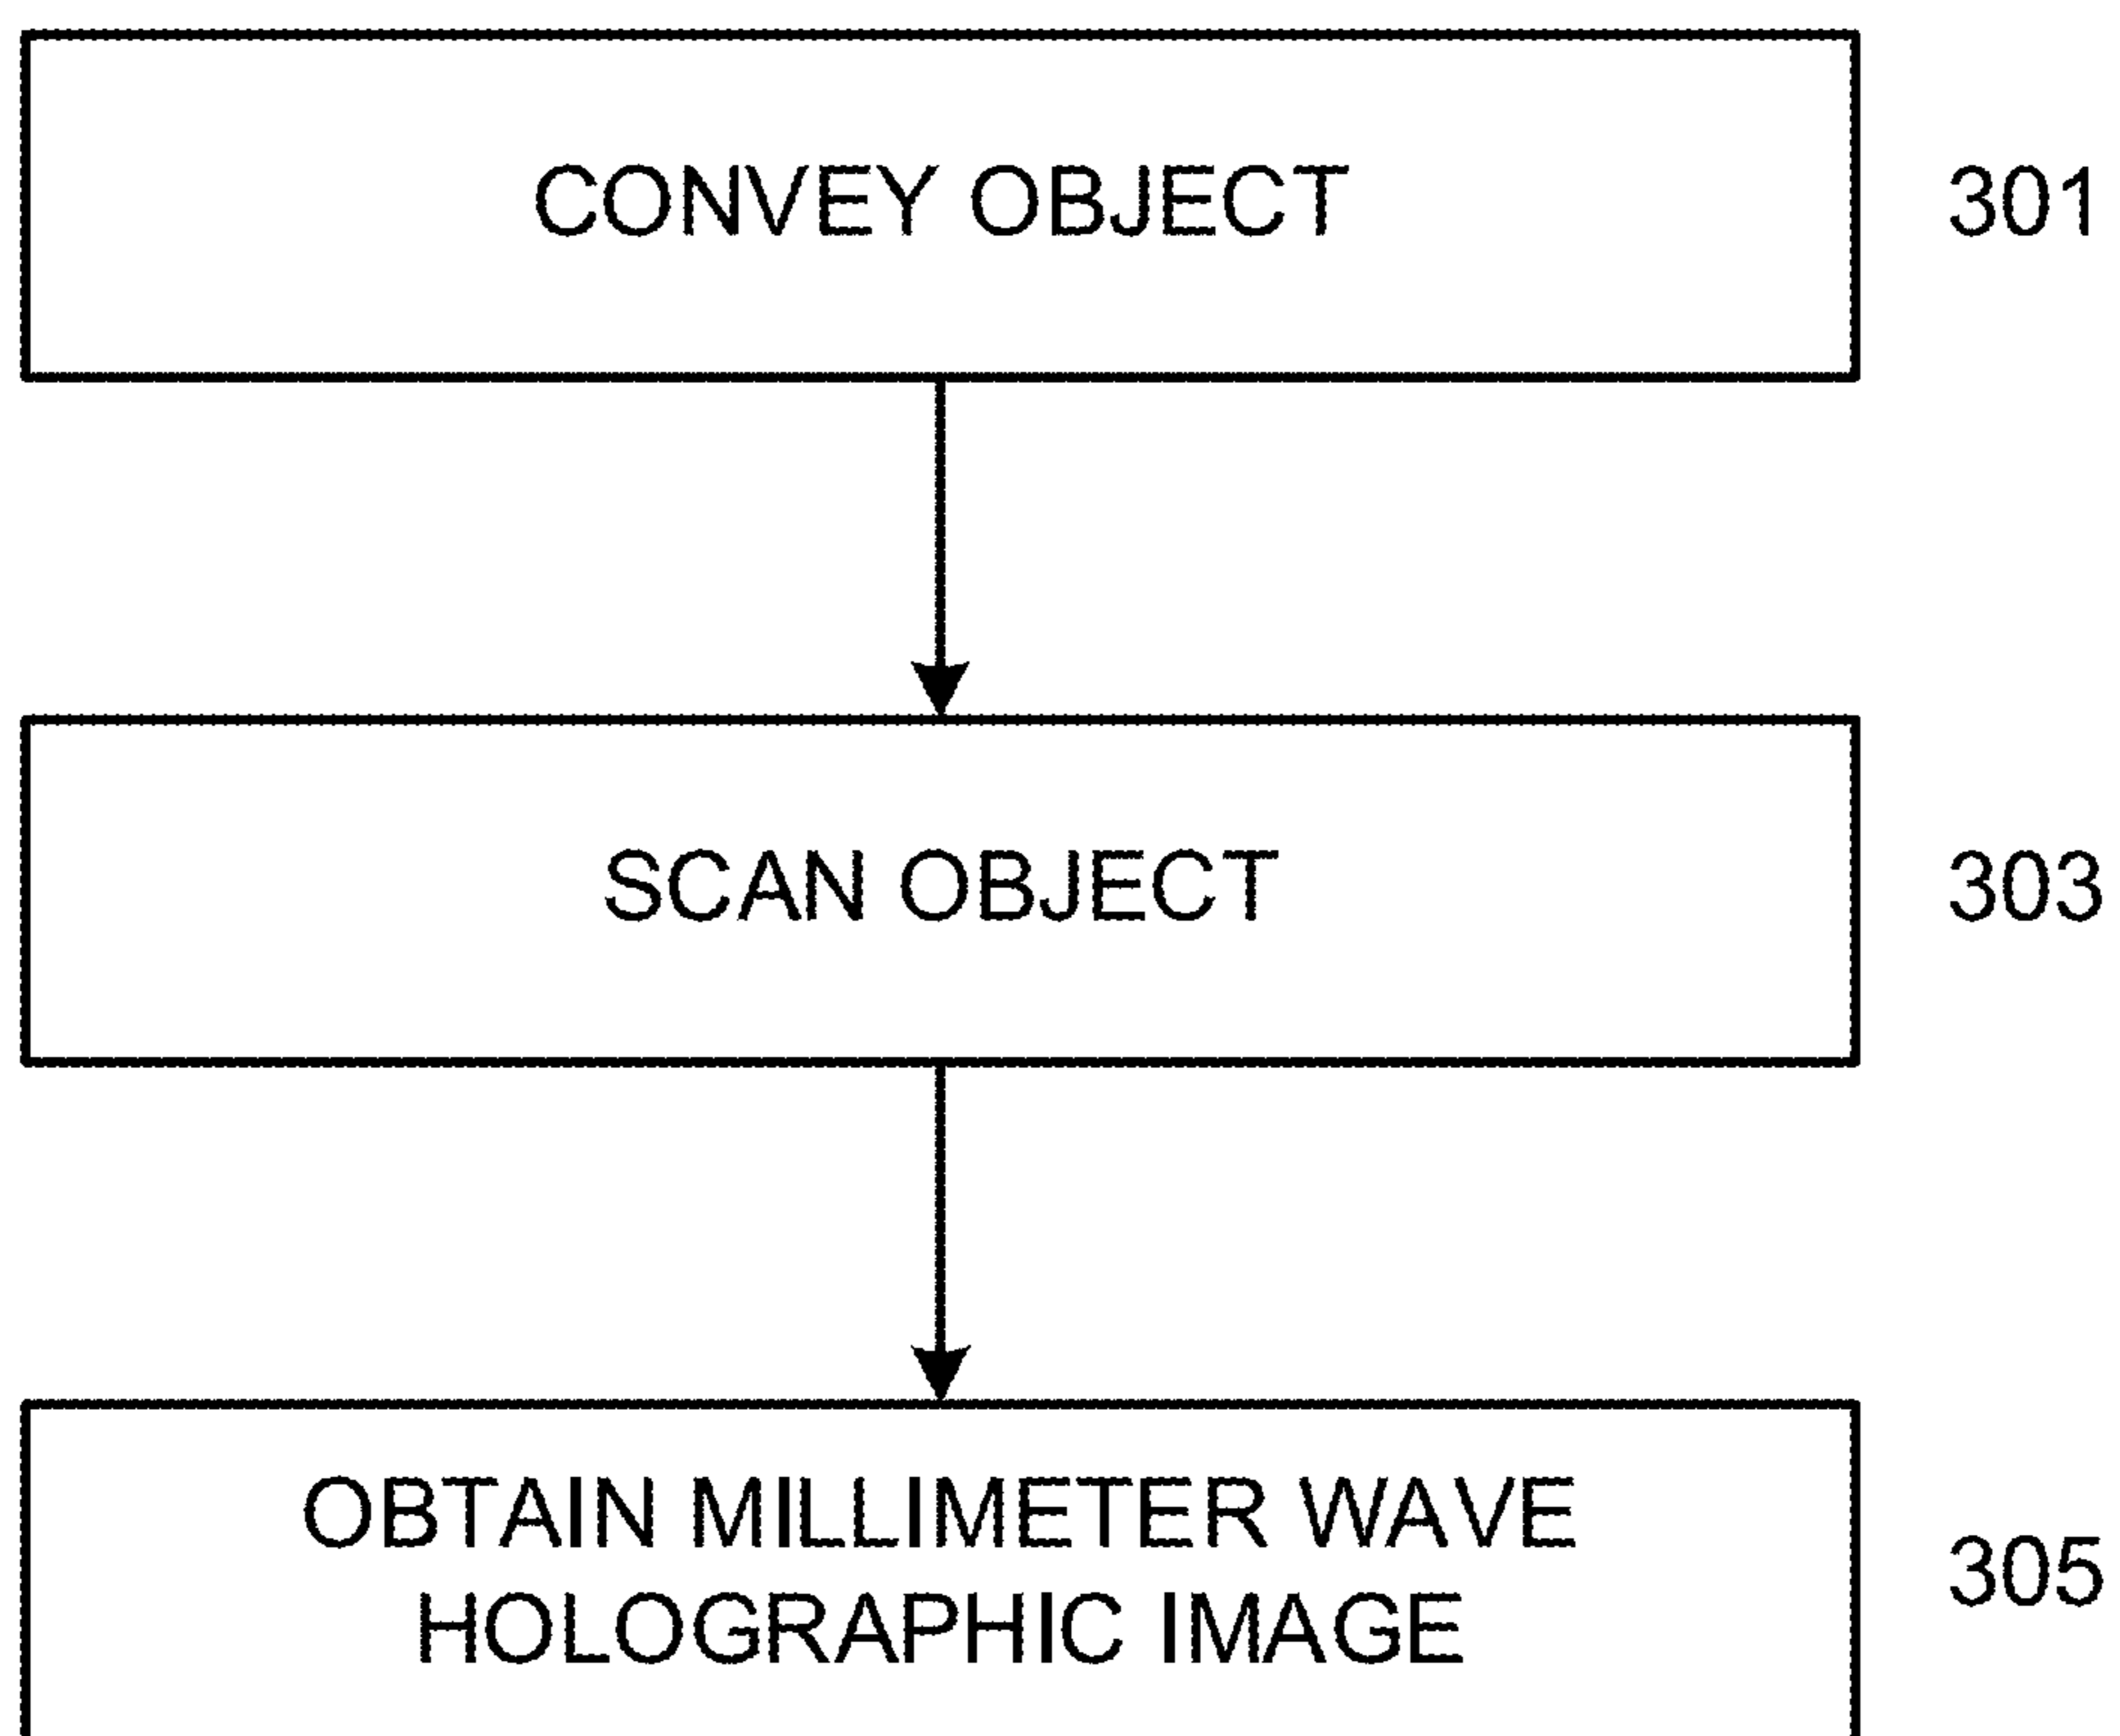 CONVEY OBJECT
301
SCAN OBJECT
303
OBTAIN MILLIMETER WAVE
HOLOGRAPHIC IMAGE
305